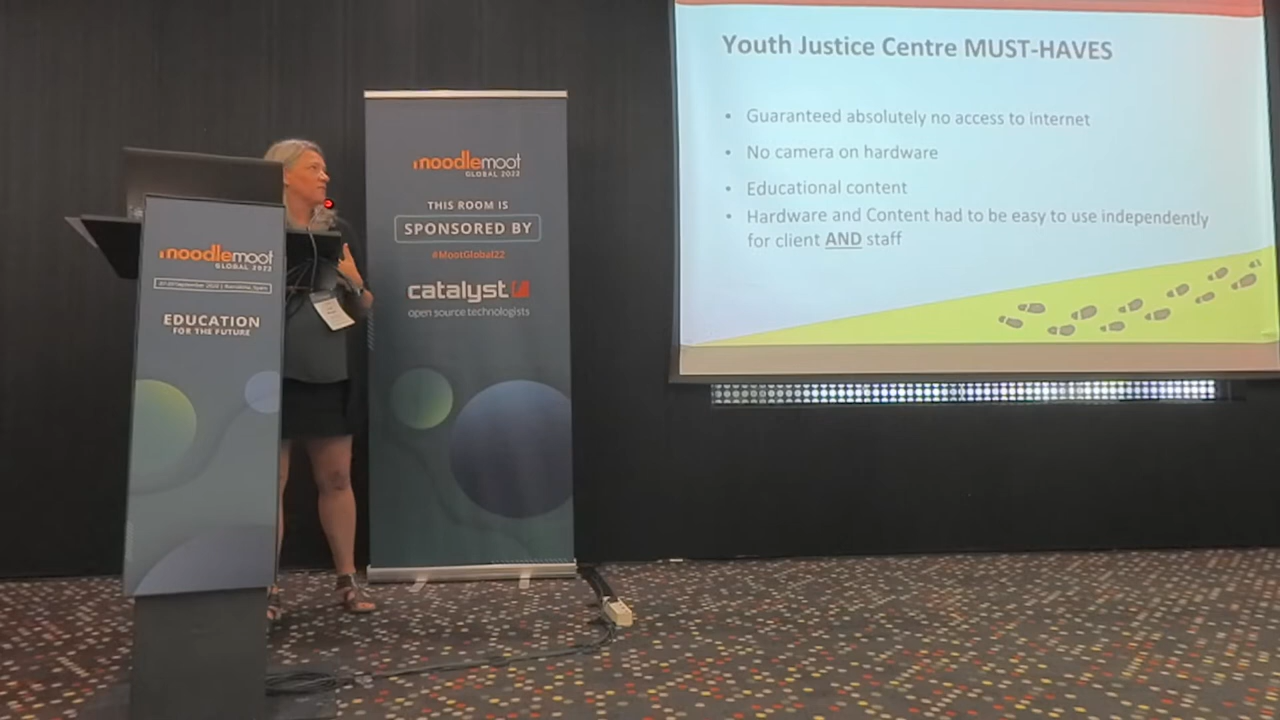 moodlemoot
GLOBAL 2022
EDUCATION
FOR THE FUTURE
moodlemoot
GLOBAL 2022
THIS ROOM IS
SPONSORED BY
#MootGlobal22
catalyst
open source technologists
Youth Justice Centre MUST-HAVES
• Guaranteed absolutely no access to internet
• No camera on hardware
• Educational content
• Hardware and Content had to be easy to use independently
for client AND staff